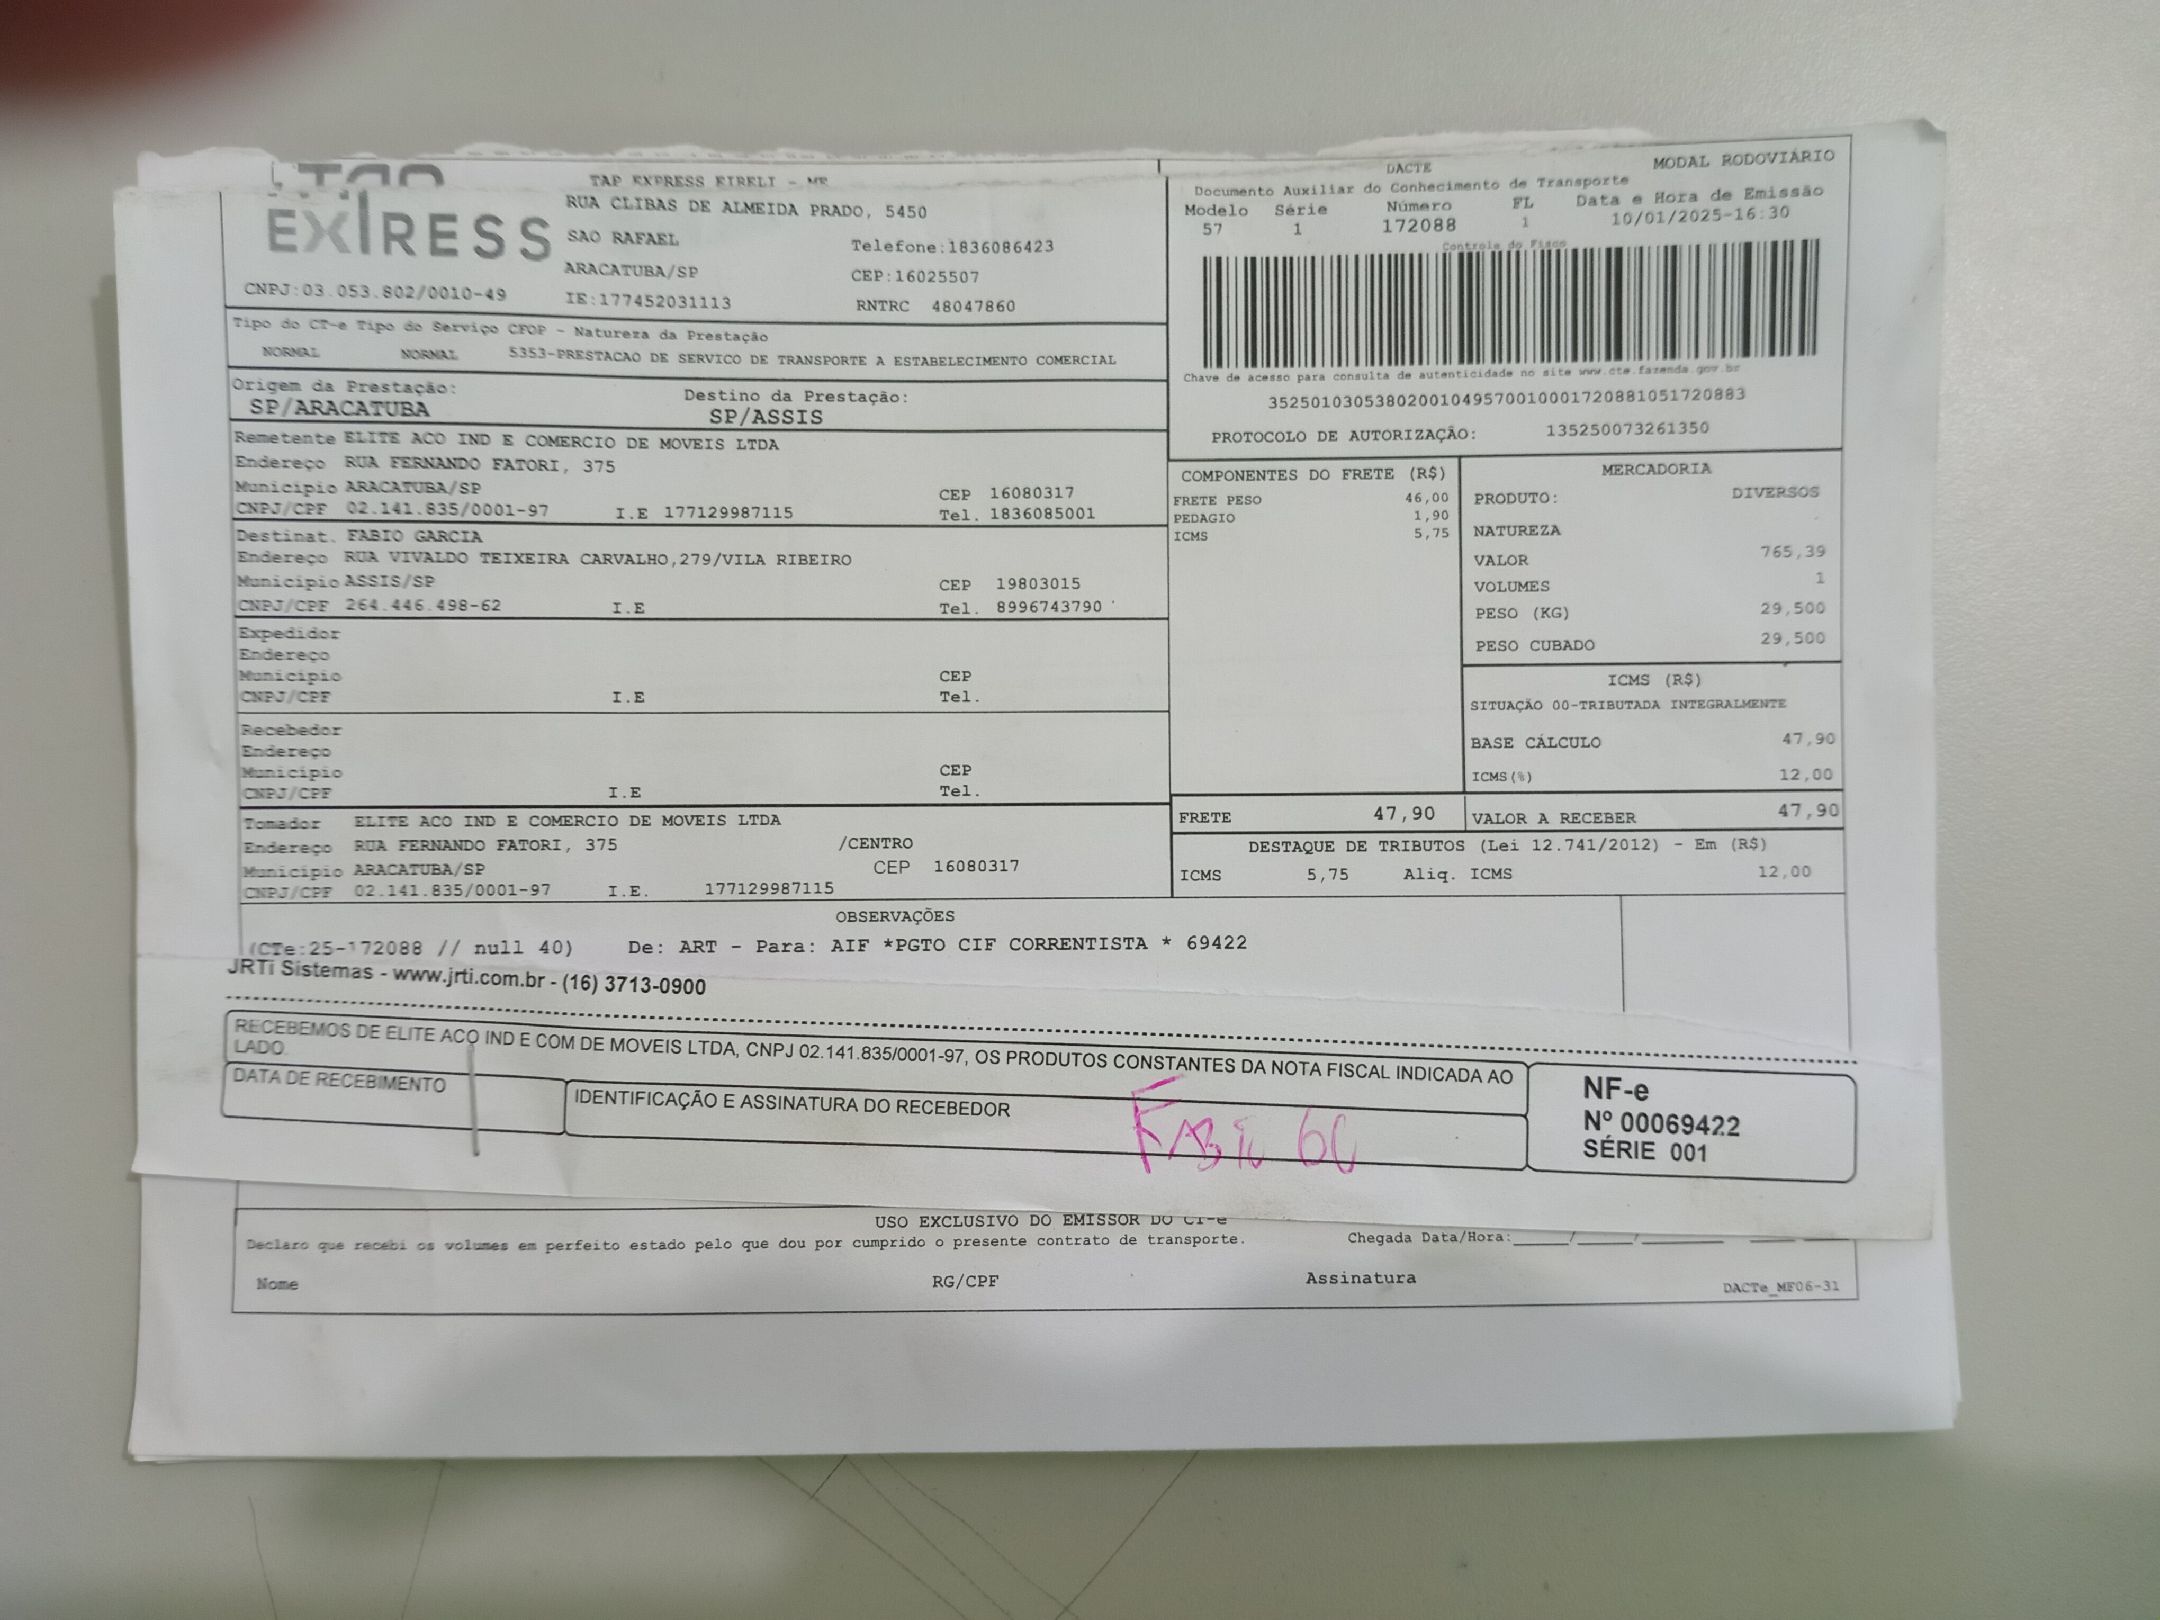 TAP EXPRESS EIRELI - ME
EXPRESS
RUA CLIBAS DE ALMEIDA PRADO, 5450
SAO RAFAEL
Telefone:1836086423
ARACATUBA/SP
CEP:16025507
CNPJ:03.053.802/0010-49
IE:177452031113
RNTRC 48047860
Tipo do CT-e Tipo do Serviço CFOP - Natureza da Prestação
NORMAL NORMAL 5353-PRESTACAO DE SERVICO DE TRANSPORTE A ESTABELECIMENTO COMERCIAL
Origem da Prestação:
SP/ARACATUBA
Destino da Prestação:
SP/ASSIS
DACTE
MODAL RODOVIÁRIO
Documento Auxiliar do Conhecimento de Transporte
Modelo Série Número FL Data e Hora de Emissão
57 1 172088 1 10/01/2025-16:30
Controle do Fisco
Chave de acesso para consulta de autenticidade no site www.cte.fazenda.gov.br
35250103053802001049570010001720881051720883
PROTOCOLO DE AUTORIZAÇÃO: 135250073261350
Remetente ELITE ACO IND E COMERCIO DE MOVEIS LTDA
Endereço RUA FERNANDO FATORI, 375
Município ARACATUBA/SP CEP 16080317
CNPJ/CPF 02.141.835/0001-97 I.E 177129987115 Tel. 1836085001
Destinat. FABIO GARCIA
Endereço RUA VIVALDO TEIXEIRA CARVALHO,279/VILA RIBEIRO
Município ASSIS/SP CEP 19803015
CNPJ/CPF 264.446.498-62 I.E Tel. 8996743790
Expedidor
Endereço
Município CEP
CNPJ/CPF I.E Tel.
Recebedor
Endereço
Município CEP
CNPJ/CPF I.E Tel.
Tomador ELITE ACO IND E COMERCIO DE MOVEIS LTDA
Endereço RUA FERNANDO FATORI, 375 /CENTRO
Município ARACATUBA/SP CEP 16080317
CNPJ/CPF 02.141.835/0001-97 I.E. 177129987115
COMPONENTES DO FRETE (R$)
FRETE PESO 46,00
PEDAGIO 1,90
ICMS 5,75
MERCADORIA
PRODUTO: DIVERSOS
NATUREZA
VALOR 765,39
VOLUMES 1
PESO (KG) 29,500
PESO CUBADO 29,500
ICMS (R$)
SITUAÇÃO 00-TRIBUTADA INTEGRALMENTE
BASE CÁLCULO 47,90
ICMS(%) 12,00
FRETE 47,90 VALOR A RECEBER 47,90
DESTAQUE DE TRIBUTOS (Lei 12.741/2012) - Em (R$)
ICMS 5,75 Aliq. ICMS 12,00
OBSERVAÇÕES
(CTe:25-172088 // null 40) De: ART - Para: AIF *PGTO CIF CORRENTISTA * 69422
JRTi Sistemas - www.jrti.com.br - (16) 3713-0900
RECEBEMOS DE ELITE ACO IND E COM DE MOVEIS LTDA, CNPJ 02.141.835/0001-97, OS PRODUTOS CONSTANTES DA NOTA FISCAL INDICADA AO
LADO.
DATA DE RECEBIMENTO
IDENTIFICAÇÃO E ASSINATURA DO RECEBEDOR
NF-e
Nº 00069422
SÉRIE 001
USO EXCLUSIVO DO EMISSOR DO CT-e
Declaro que recebi os volumes em perfeito estado pelo que dou por cumprido o presente contrato de transporte. Chegada Data/Hora:____/____/______ ____
Nome RG/CPF Assinatura
DACTe_MF06-31